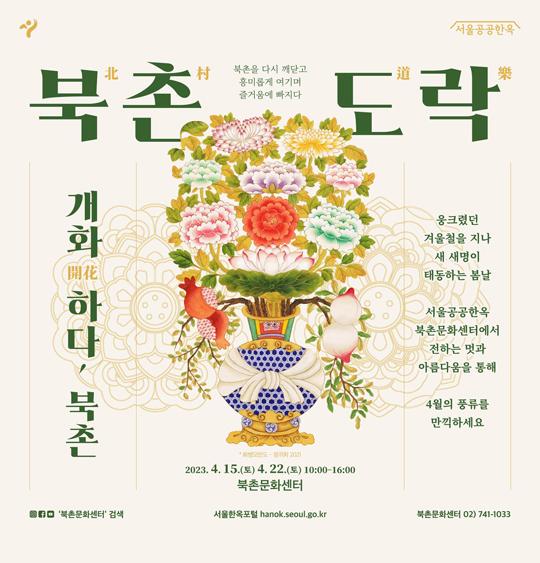 서울공공한옥
북北촌村 도道락樂
북촌을 다시 깨닫고
흥미롭게 여기며
즐거움에 빠지다
개화開花하다, 북촌
웅크렸던
겨울철을 지나
새 새명이
태동하는 봄날
서울공공한옥
북촌문화센터에서
전하는 멋과
아름다움을 통해
4월의 풍류를
만끽하세요
2023. 4. 15.(토) 4. 22.(토) 10:00-16:00
북촌문화센터
'북촌문화센터' 검색
서울한옥포털 hanok.seoul.go.kr
북촌문화센터 02) 741-1033